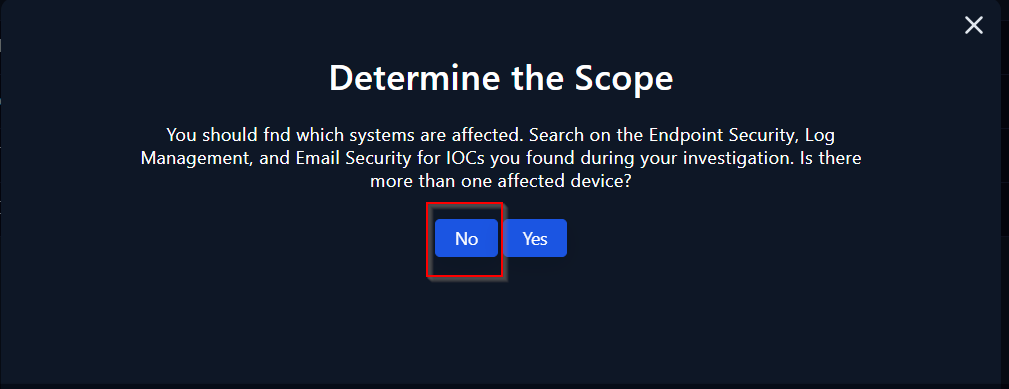 Determine the Scope
You should fnd which systems are affected. Search on the Endpoint Security, Log
Management, and Email Security for IOCs you found during your investigation. Is there
more than one affected device?
No Yes